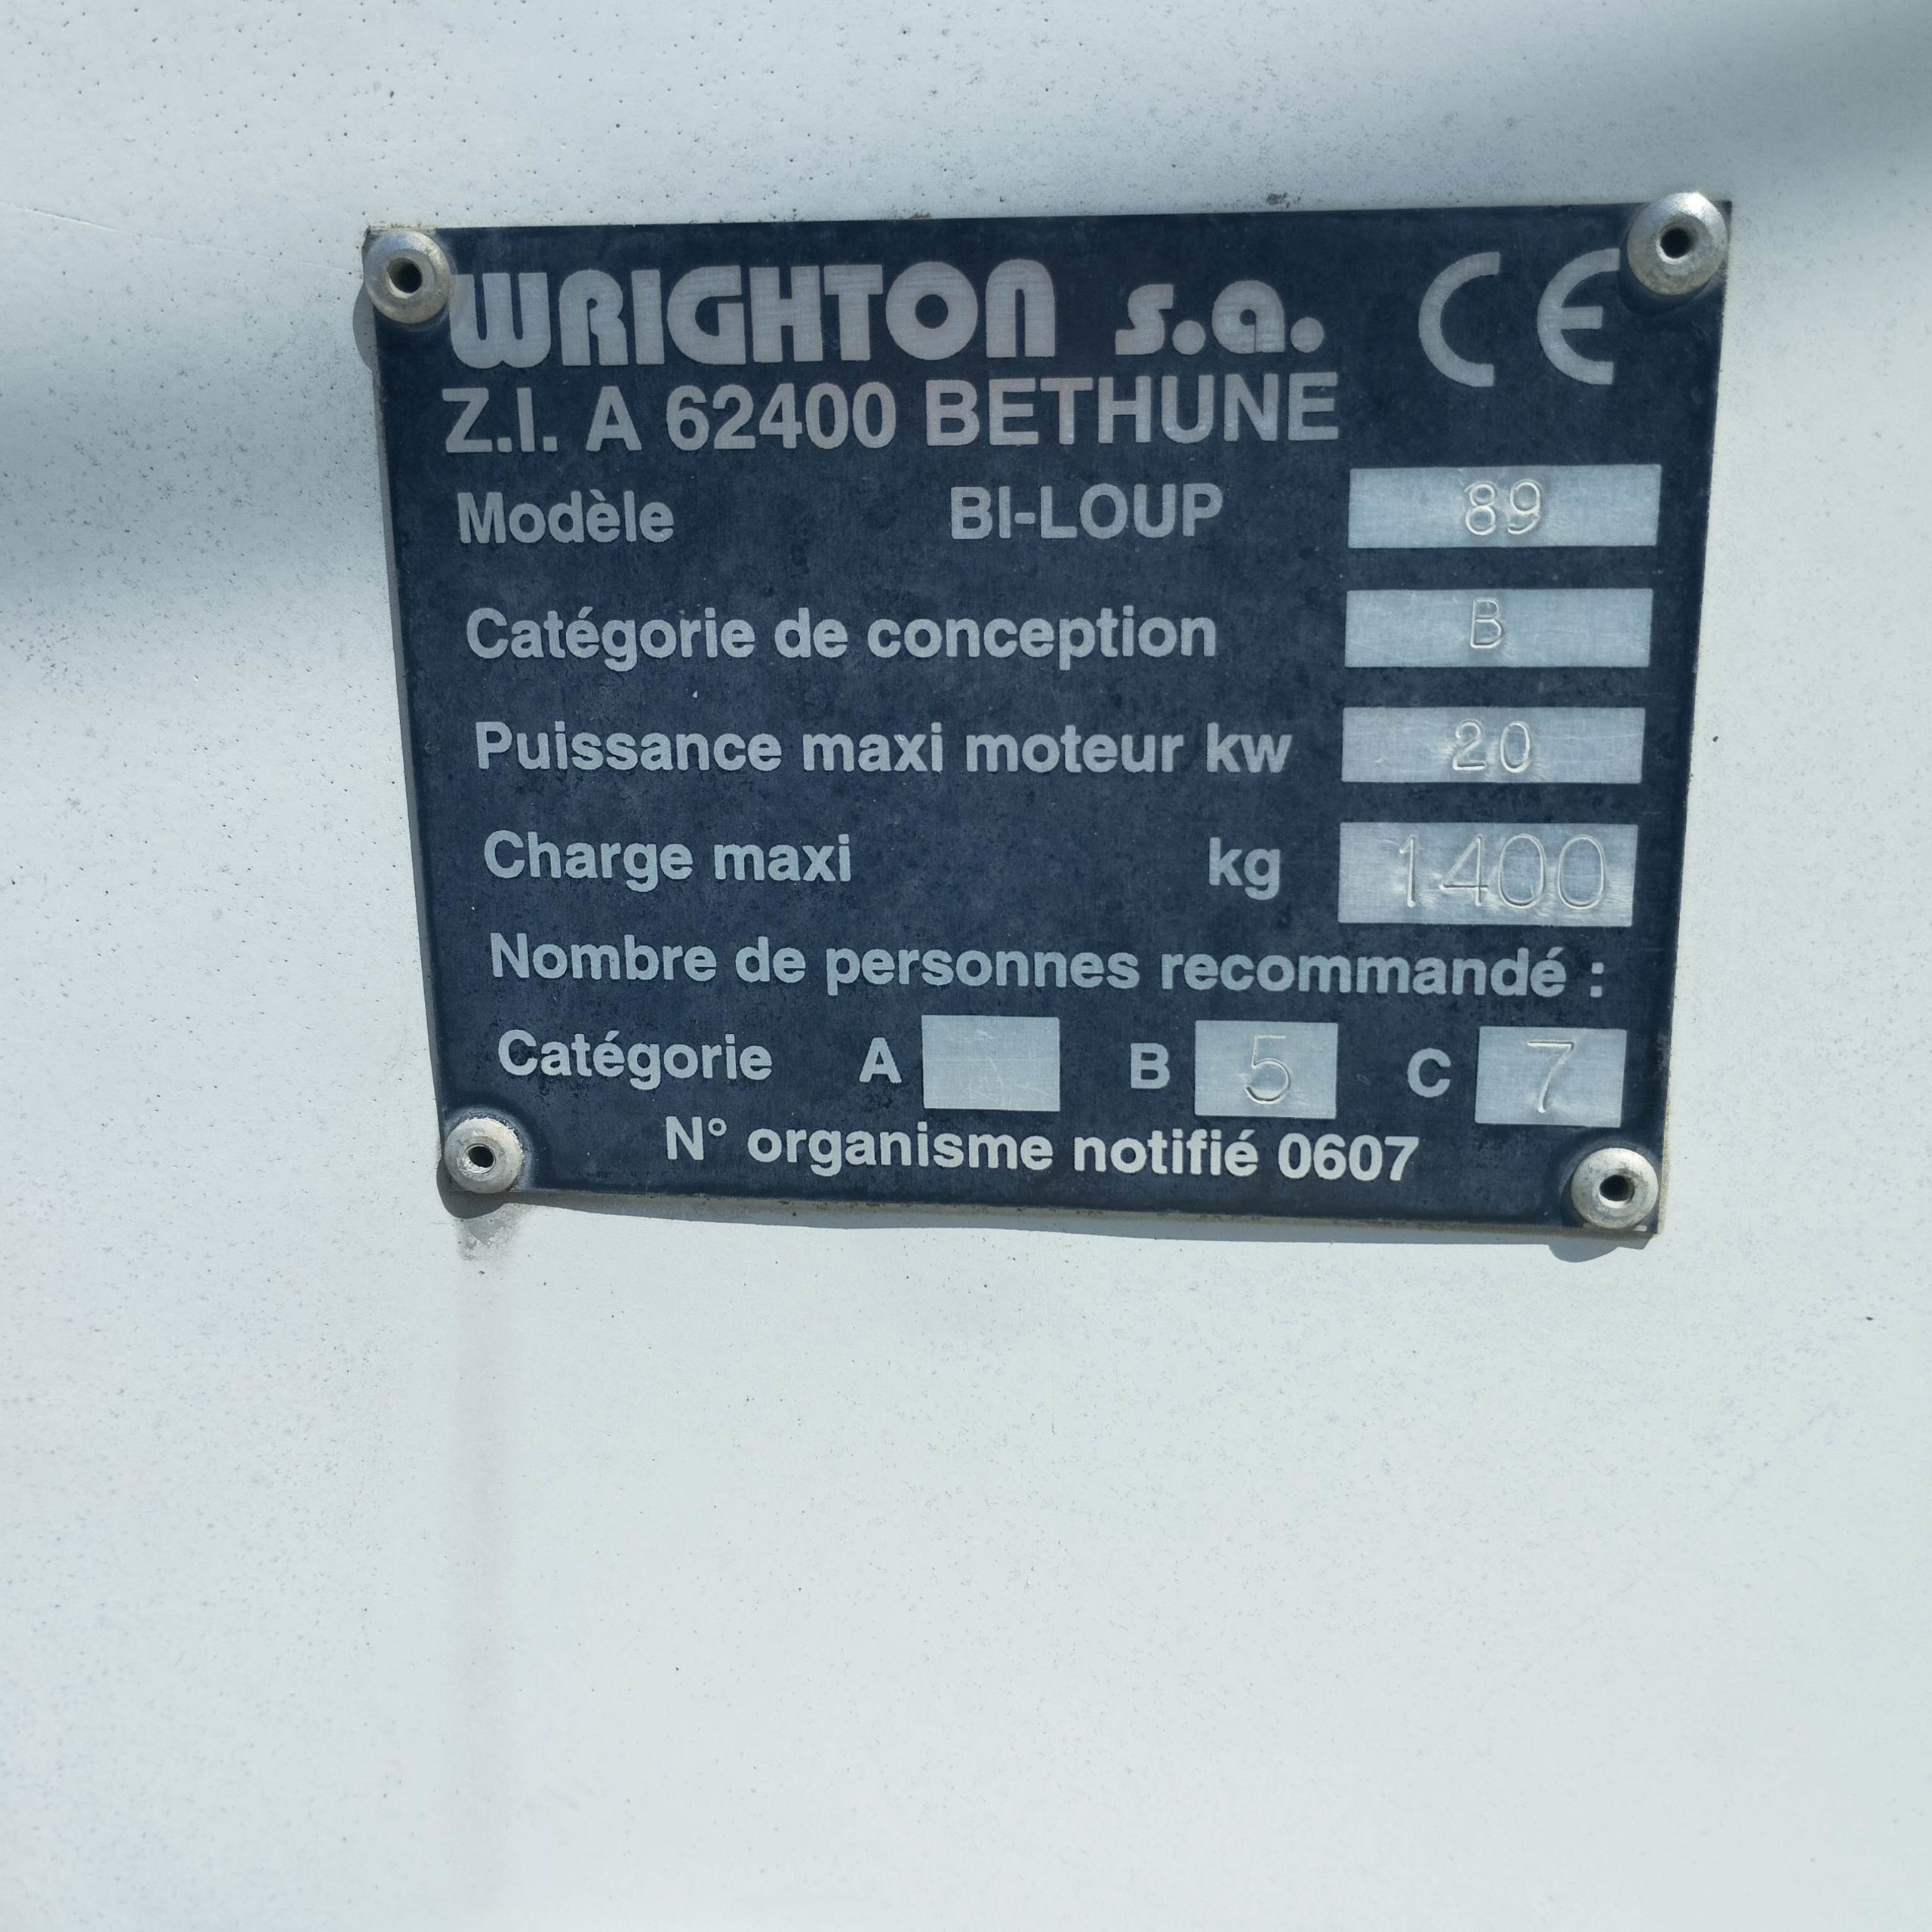 WRIGHTON s.a. CE
Z.I. A 62400 BETHUNE
Modèle BI-LOUP 89
Catégorie de conception B
Puissance maxi moteur kw 20
Charge maxi kg 1400
Nombre de personnes recommandé :
Catégorie A B 5 C 7
N° organisme notifié 0607